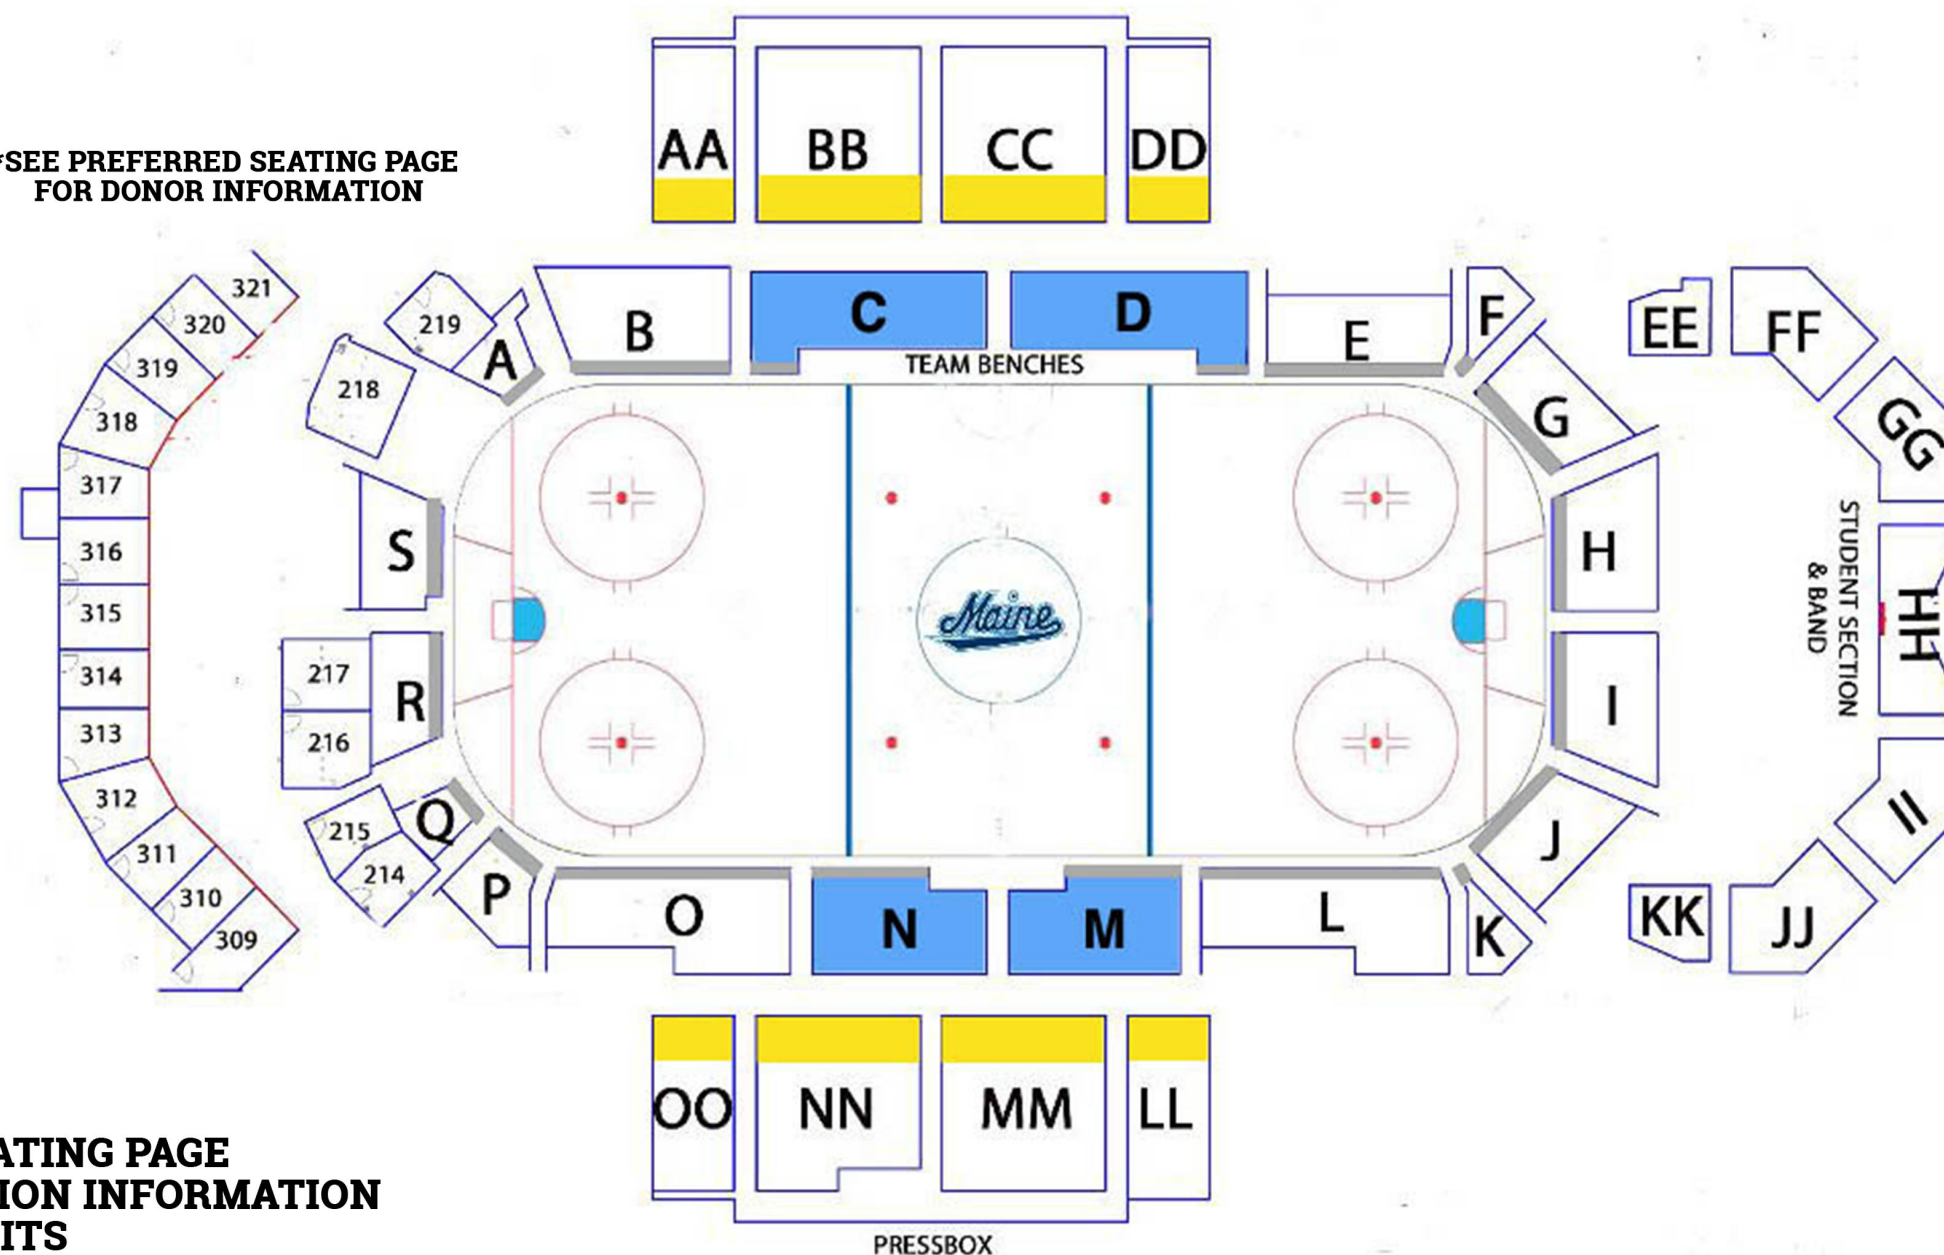 AA
BB
CC
DD
*SEE PREFERRED SEATING PAGE
FOR DONOR INFORMATION
321
320
319
318
317
316
315
314
313
312
311
310
309
219
218
217
216
215
214
A
B
C
D
E
F
G
H
I
J
K
L
M
N
O
P
Q
R
S
TEAM BENCHES
Maine
EE
FF
GG
HH
II
JJ
KK
STUDENT SECTION
& BAND
OO
NN
MM
LL
ATING PAGE
ION INFORMATION
ITS
PRESSBOX